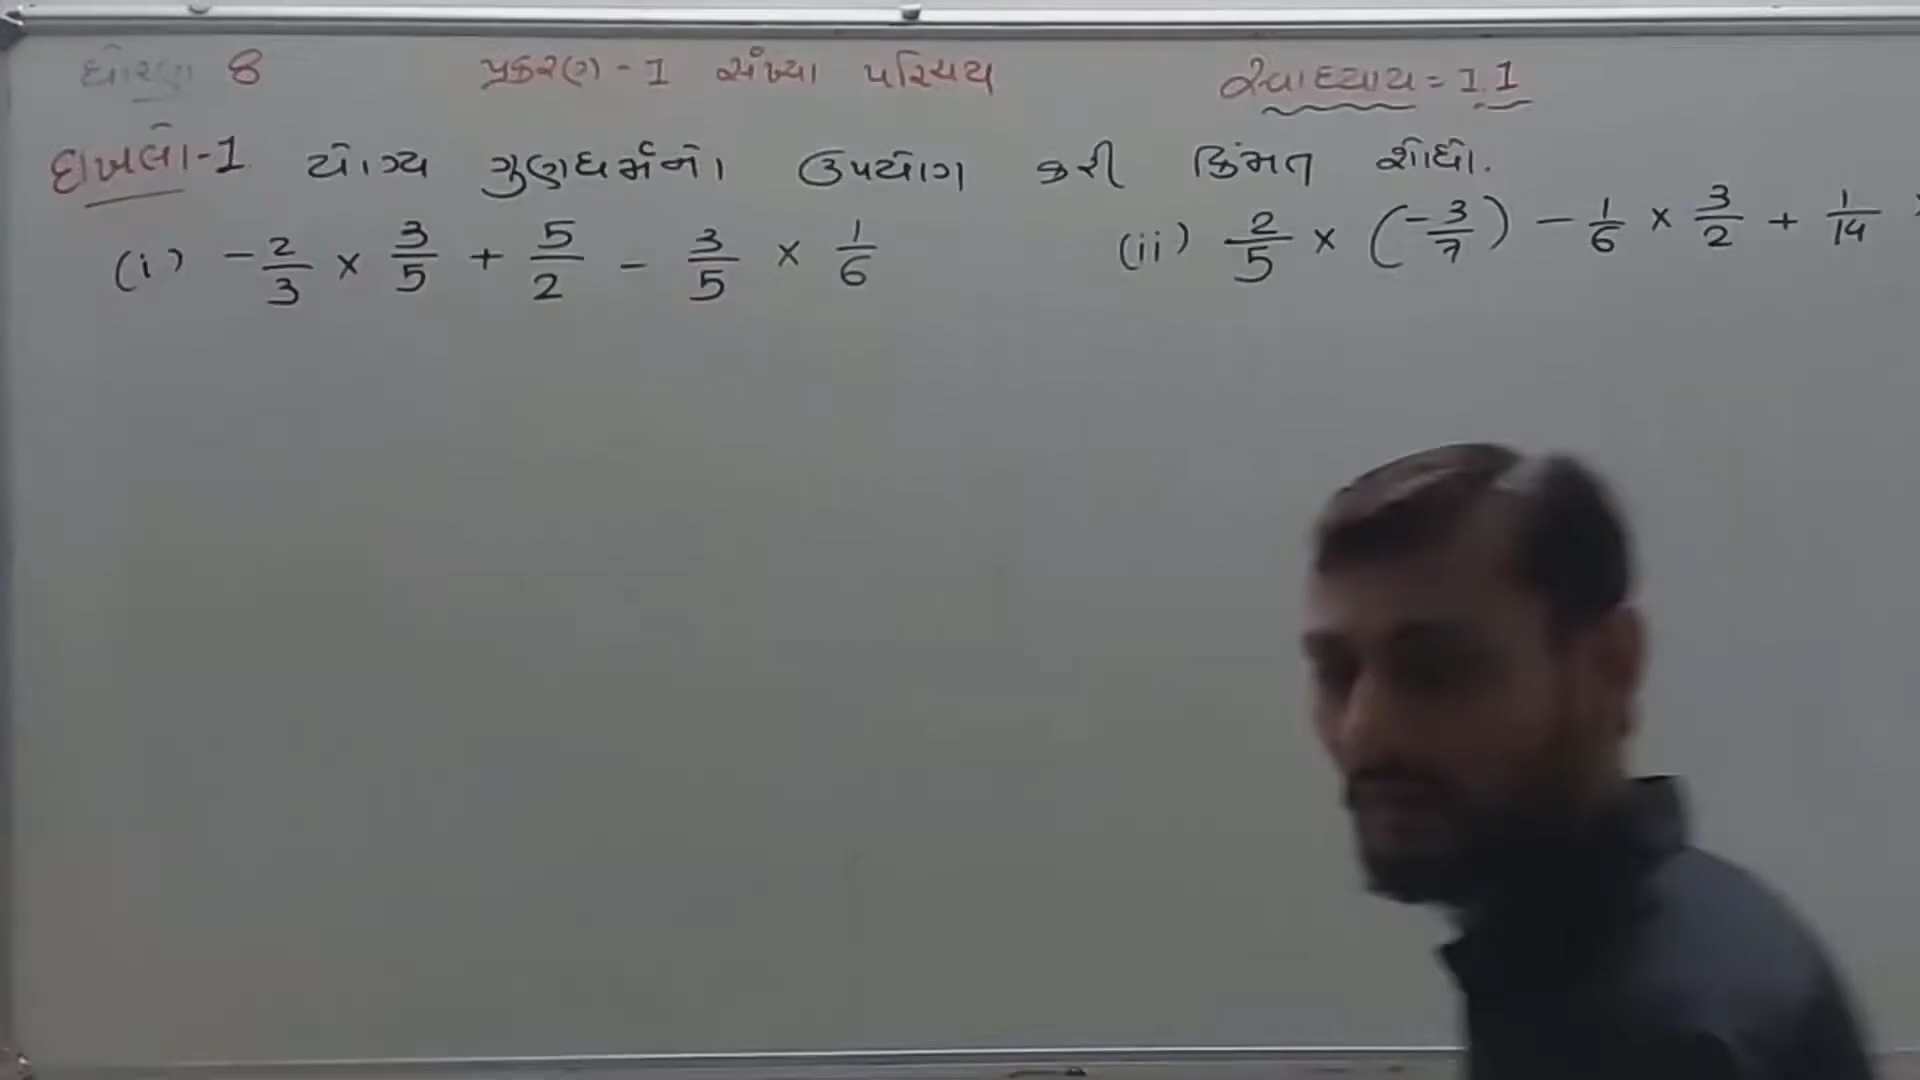 ધોરણ 8 પ્રકરણ - 1 સંખ્યા પરિચય સ્વાધ્યાય = 1.1
દાખલો-1 યોગ્ય ગુણધર્મનો ઉપયોગ કરી કિંમત શોધો.
(i) -2/3 × 3/5 + 5/2 - 3/5 × 1/6 (ii) 2/5 × (-3/7) - 1/6 × 3/2 + 1/14 ×